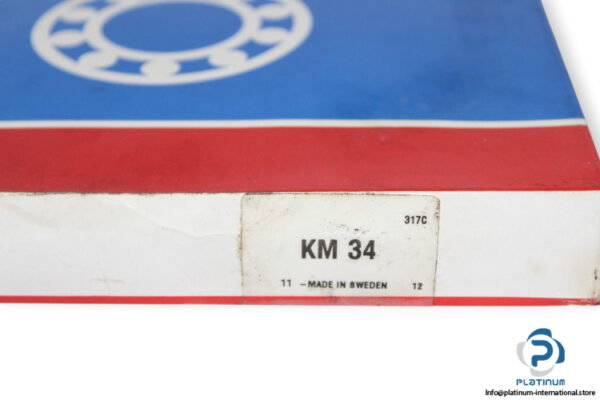 317C
KM 34
11 -MADE IN SWEDEN 12
PLATINUM
Info@platinum-international.store